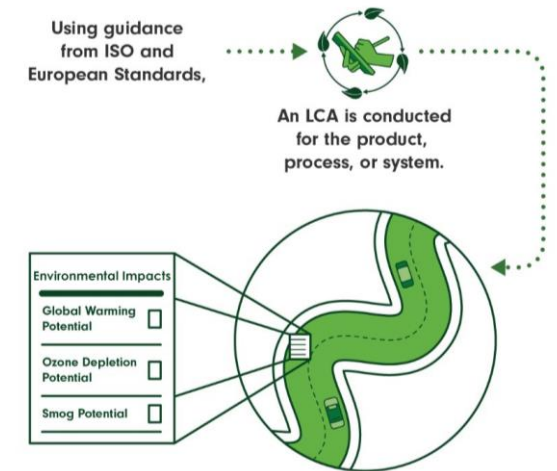 Using guidance
from ISO and
European Standards,
An LCA is conducted
for the product,
process, or system.
Environmental Impacts
Global Warming
Potential
Ozone Depletion
Potential
Smog Potential